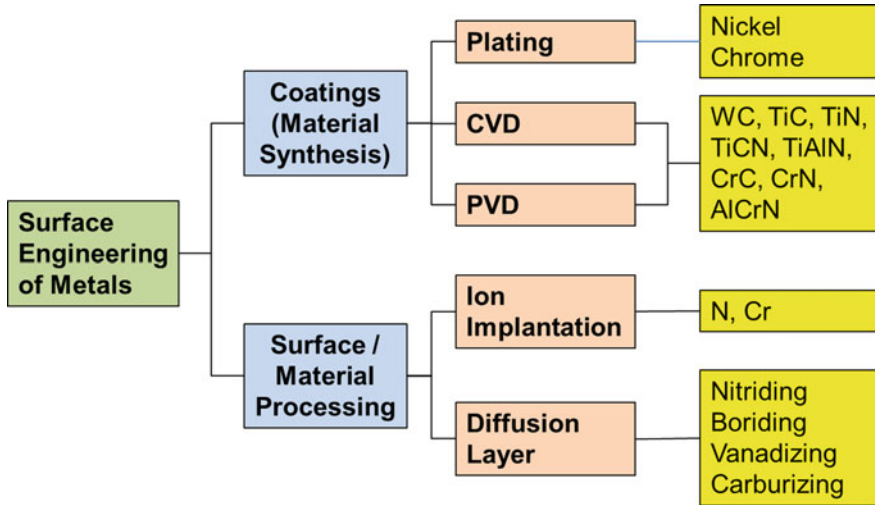 Surface
Engineering
of Metals
Coatings
(Material
Synthesis)
Plating
Nickel
Chrome
CVD
PVD
WC, TiC, TiN,
TiCN, TiAlN,
CrC, CrN,
AlCrN
Surface /
Material
Processing
Ion
Implantation
N, Cr
Diffusion
Layer
Nitriding
Boriding
Vanadizing
Carburizing